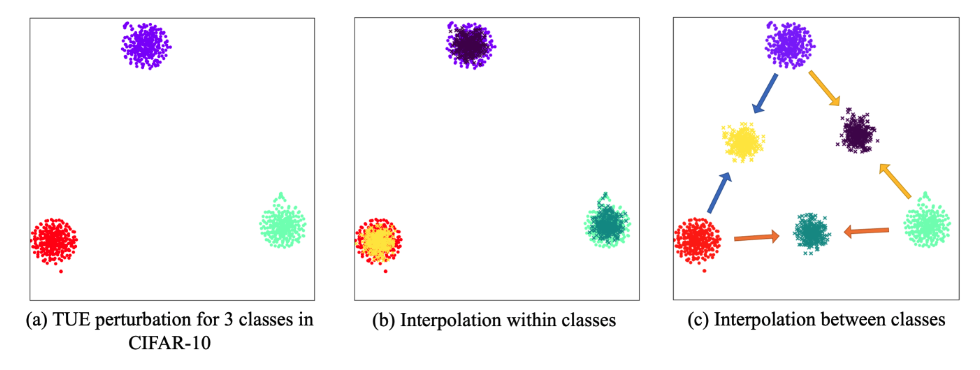 (a) TUE perturbation for 3 classes in
CIFAR-10
(b) Interpolation within classes
(c) Interpolation between classes